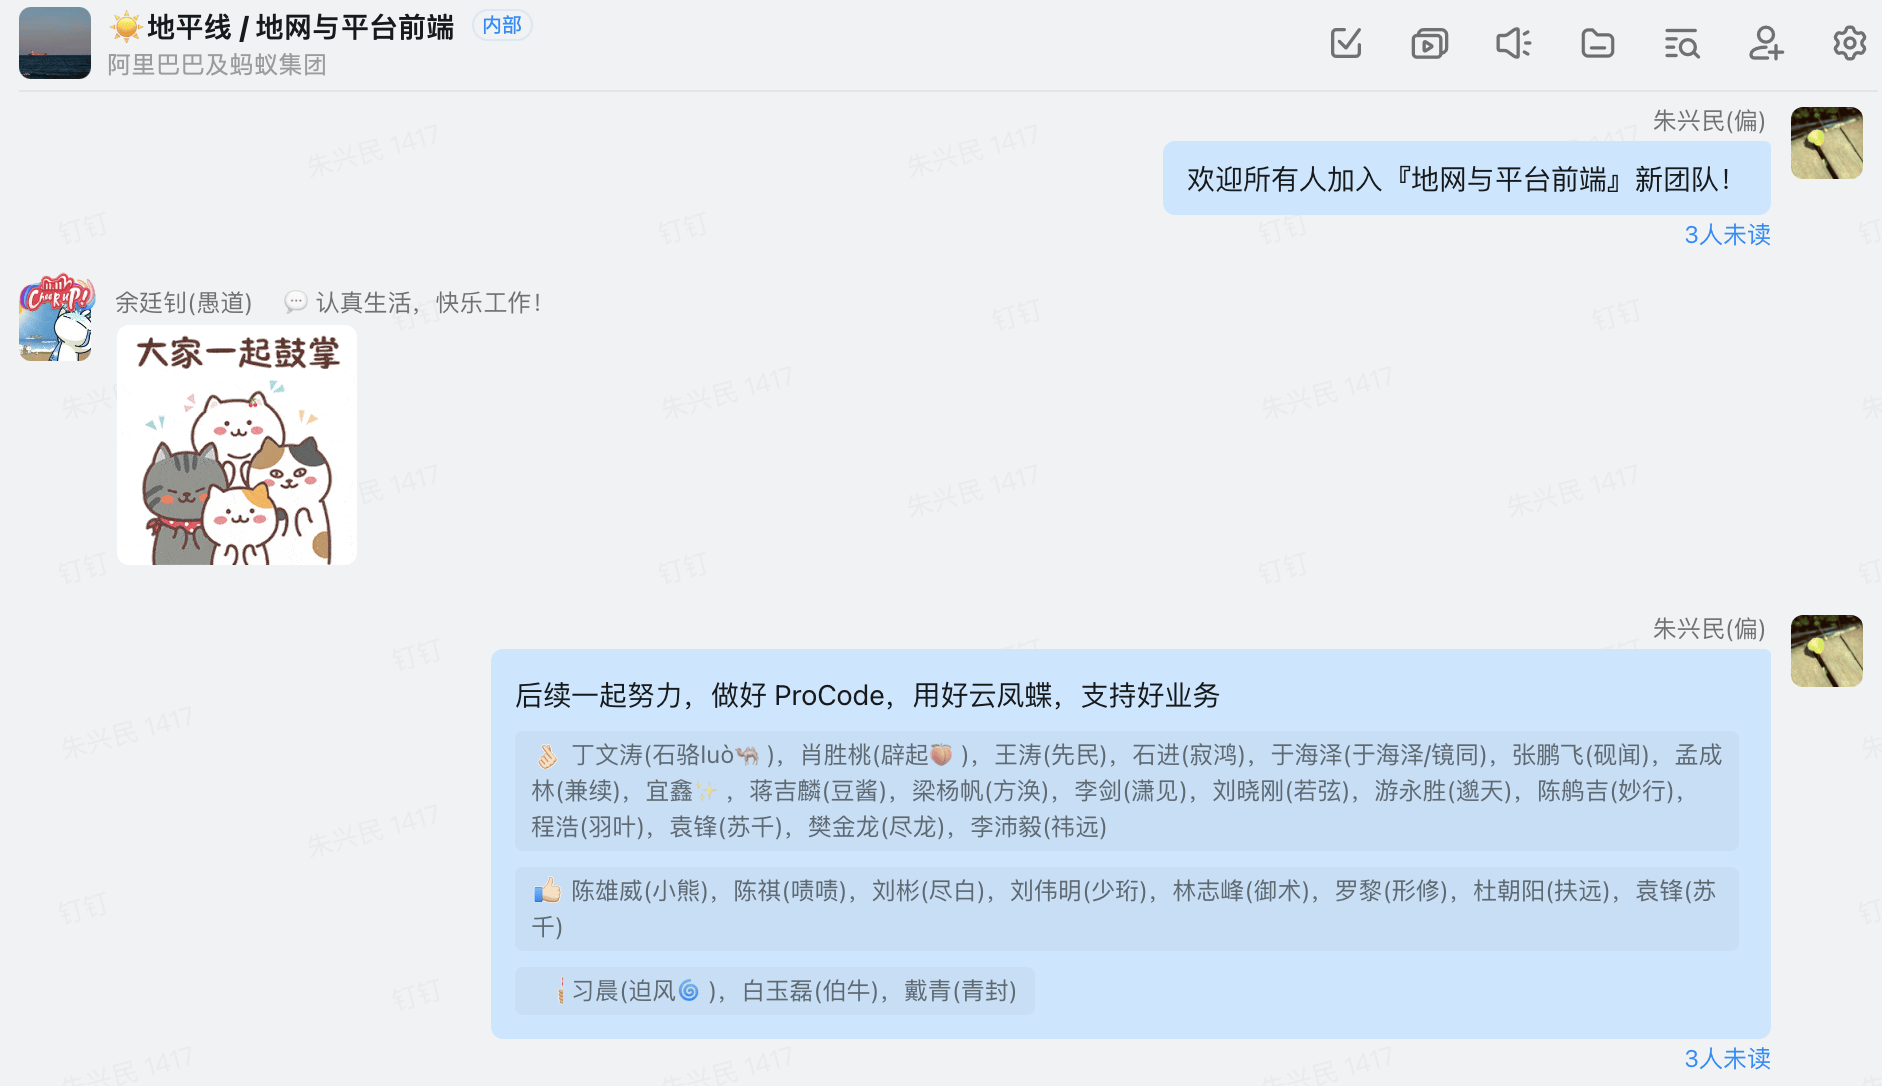 地平线 / 地网与平台前端 内部
阿里巴巴及蚂蚁集团
朱兴民(偏)
欢迎所有人加入『地网与平台前端』新团队！
3人未读
余廷钊(愚道) 认真生活，快乐工作！
大家一起鼓掌
朱兴民(偏)
后续一起努力，做好 ProCode，用好云凤蝶，支持好业务
丁文涛(石骆luò🐪 )，肖胜桃(辟起🍑 )，王涛(先民)，石进(寂鸿)，于海泽(于海泽/镜同)，张鹏飞(砚闻)，孟成
林(兼续)，宜鑫✨ ，蒋吉麟(豆酱)，梁杨帆(方涣)，李剑(潇见)，刘晓刚(若弦)，游永胜(邈天)，陈鹧吉(妙行)，
程浩(羽叶)，袁锋(苏千)，樊金龙(尽龙)，李沛毅(祎远)
陈雄威(小熊)，陈祺(啧啧)，刘彬(尽白)，刘伟明(少珩)，林志峰(御术)，罗黎(形修)，杜朝阳(扶远)，袁锋(苏
千)
习晨(迫风🌀 )，白玉磊(伯牛)，戴青(青封)
3人未读
朱兴民 1417
钉钉